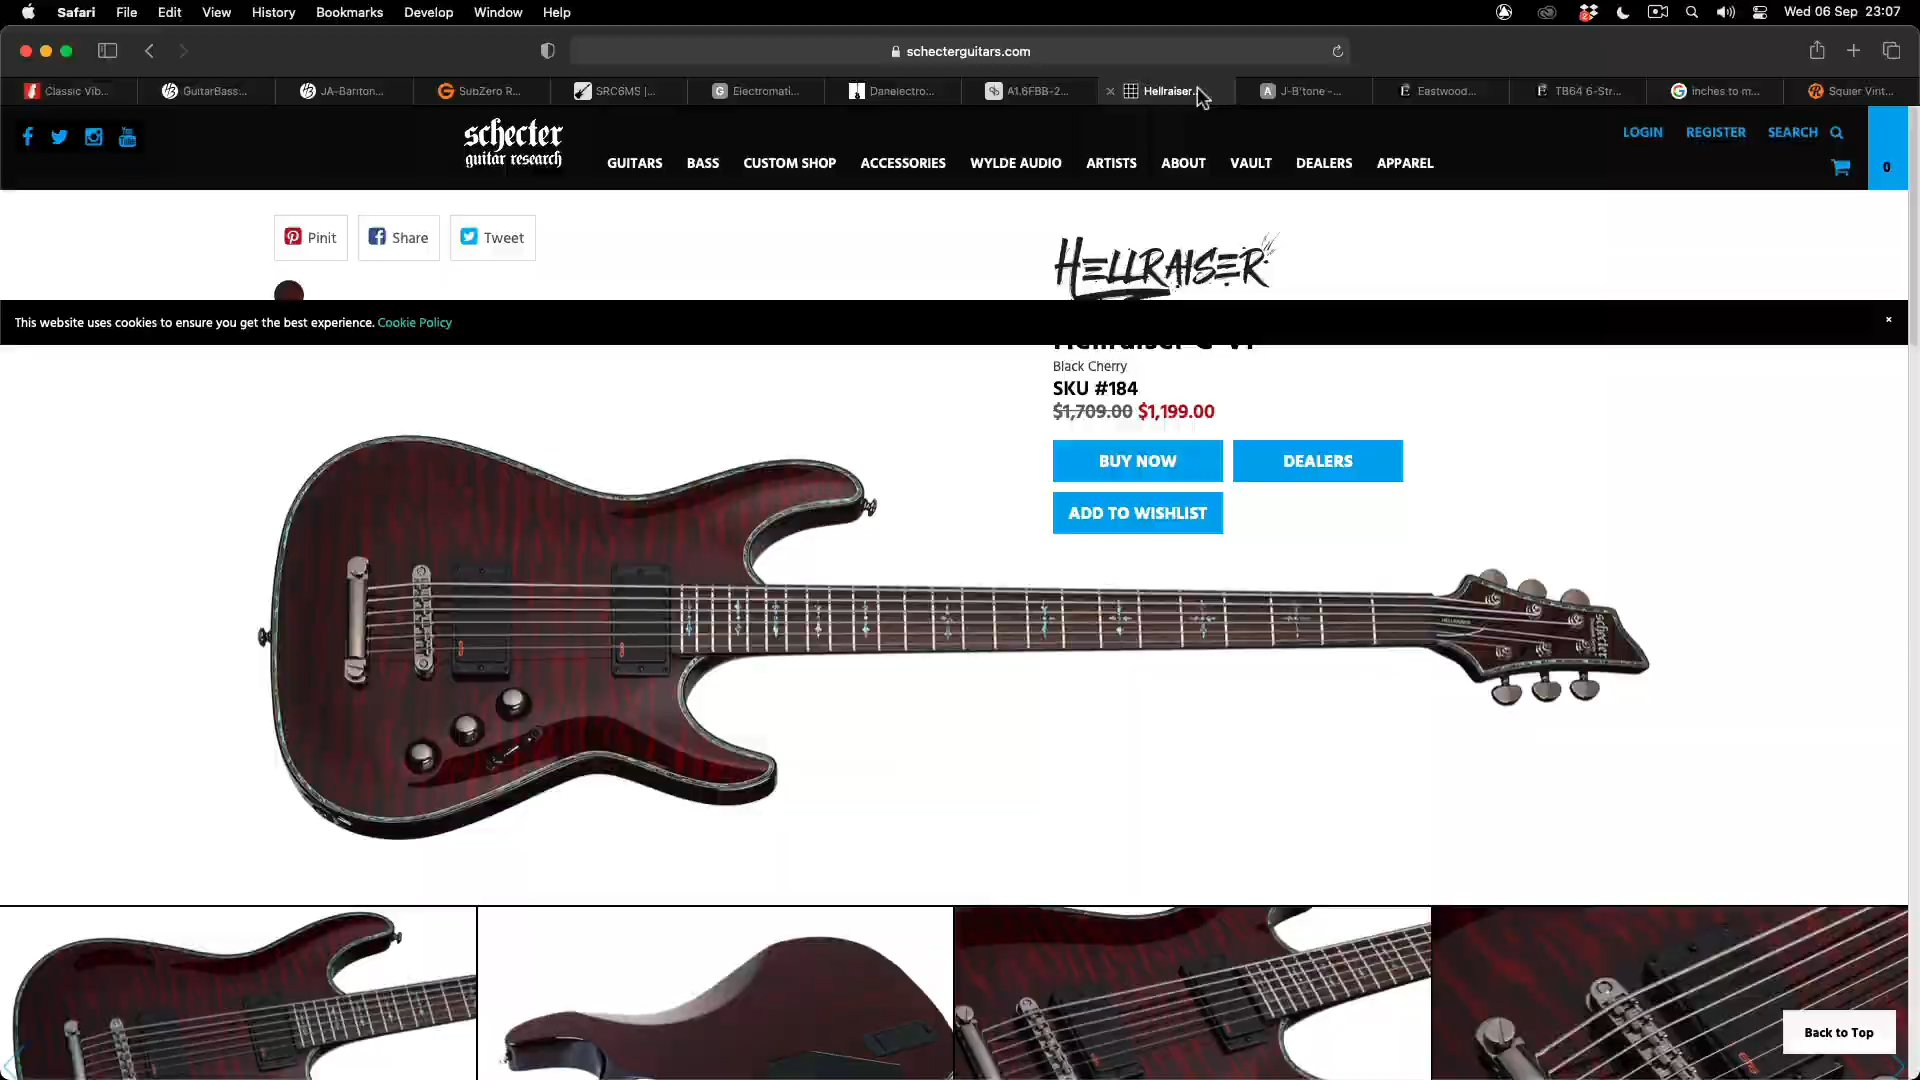 Safari File Edit View History Bookmarks Develop Window Help Wed 06 Sep 23:07
schecterguitars.com
Classic Vib... GuitarBass:... JA-Bariton... SubZero R... SRC6MS |... Electromati... Danelectro... A1.6FBB-2... Hellraiser... J-B'tone -... Eastwood... TB64 6-Str... inches to m... Squier Vint...
schecter
guitar research
LOGIN REGISTER SEARCH
GUITARS BASS CUSTOM SHOP ACCESSORIES WYLDE AUDIO ARTISTS ABOUT VAULT DEALERS APPAREL
0
Pinit Share Tweet
HELLRAISER
This website uses cookies to ensure you get the best experience. Cookie Policy
Hellraiser C-VI
Black Cherry
SKU #184
$1,709.00 $1,199.00
BUY NOW DEALERS
ADD TO WISHLIST
HELLRAISER
schecter
Back to Top